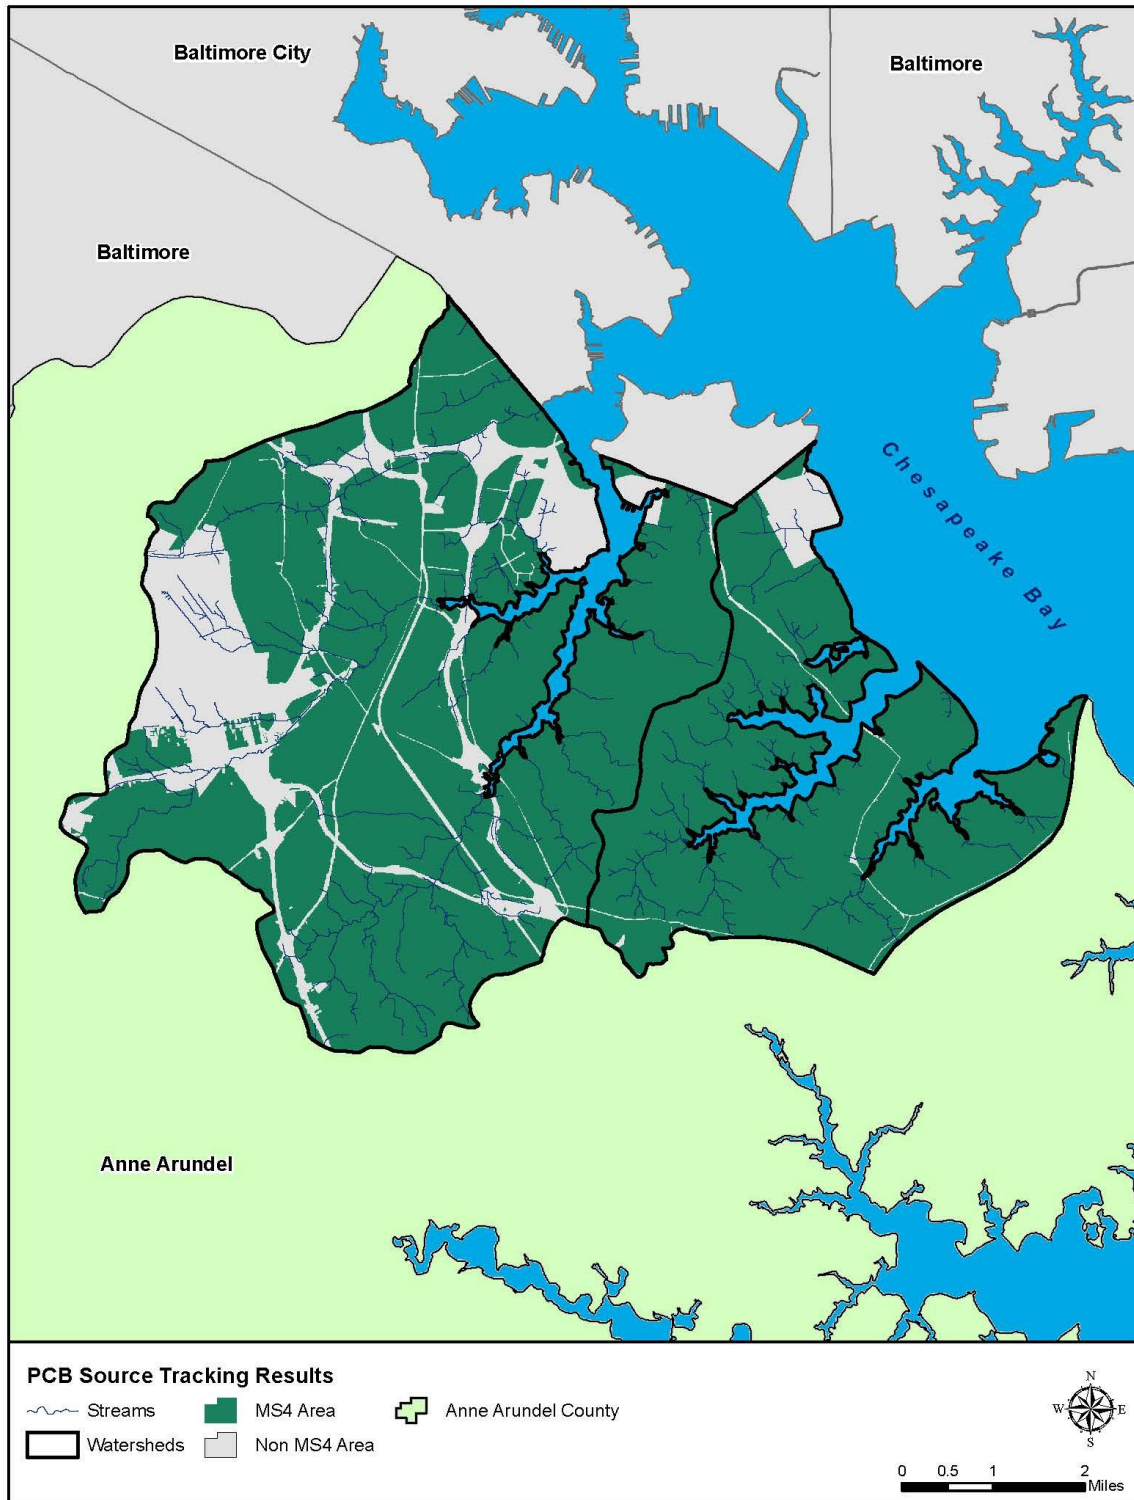 Baltimore City
Baltimore
Baltimore
Chesapeake Bay
Anne Arundel
PCB Source Tracking Results
Streams
MS4 Area
Anne Arundel County
Watersheds
Non MS4 Area
N
W
E
S
0 0.5 1 2
Miles